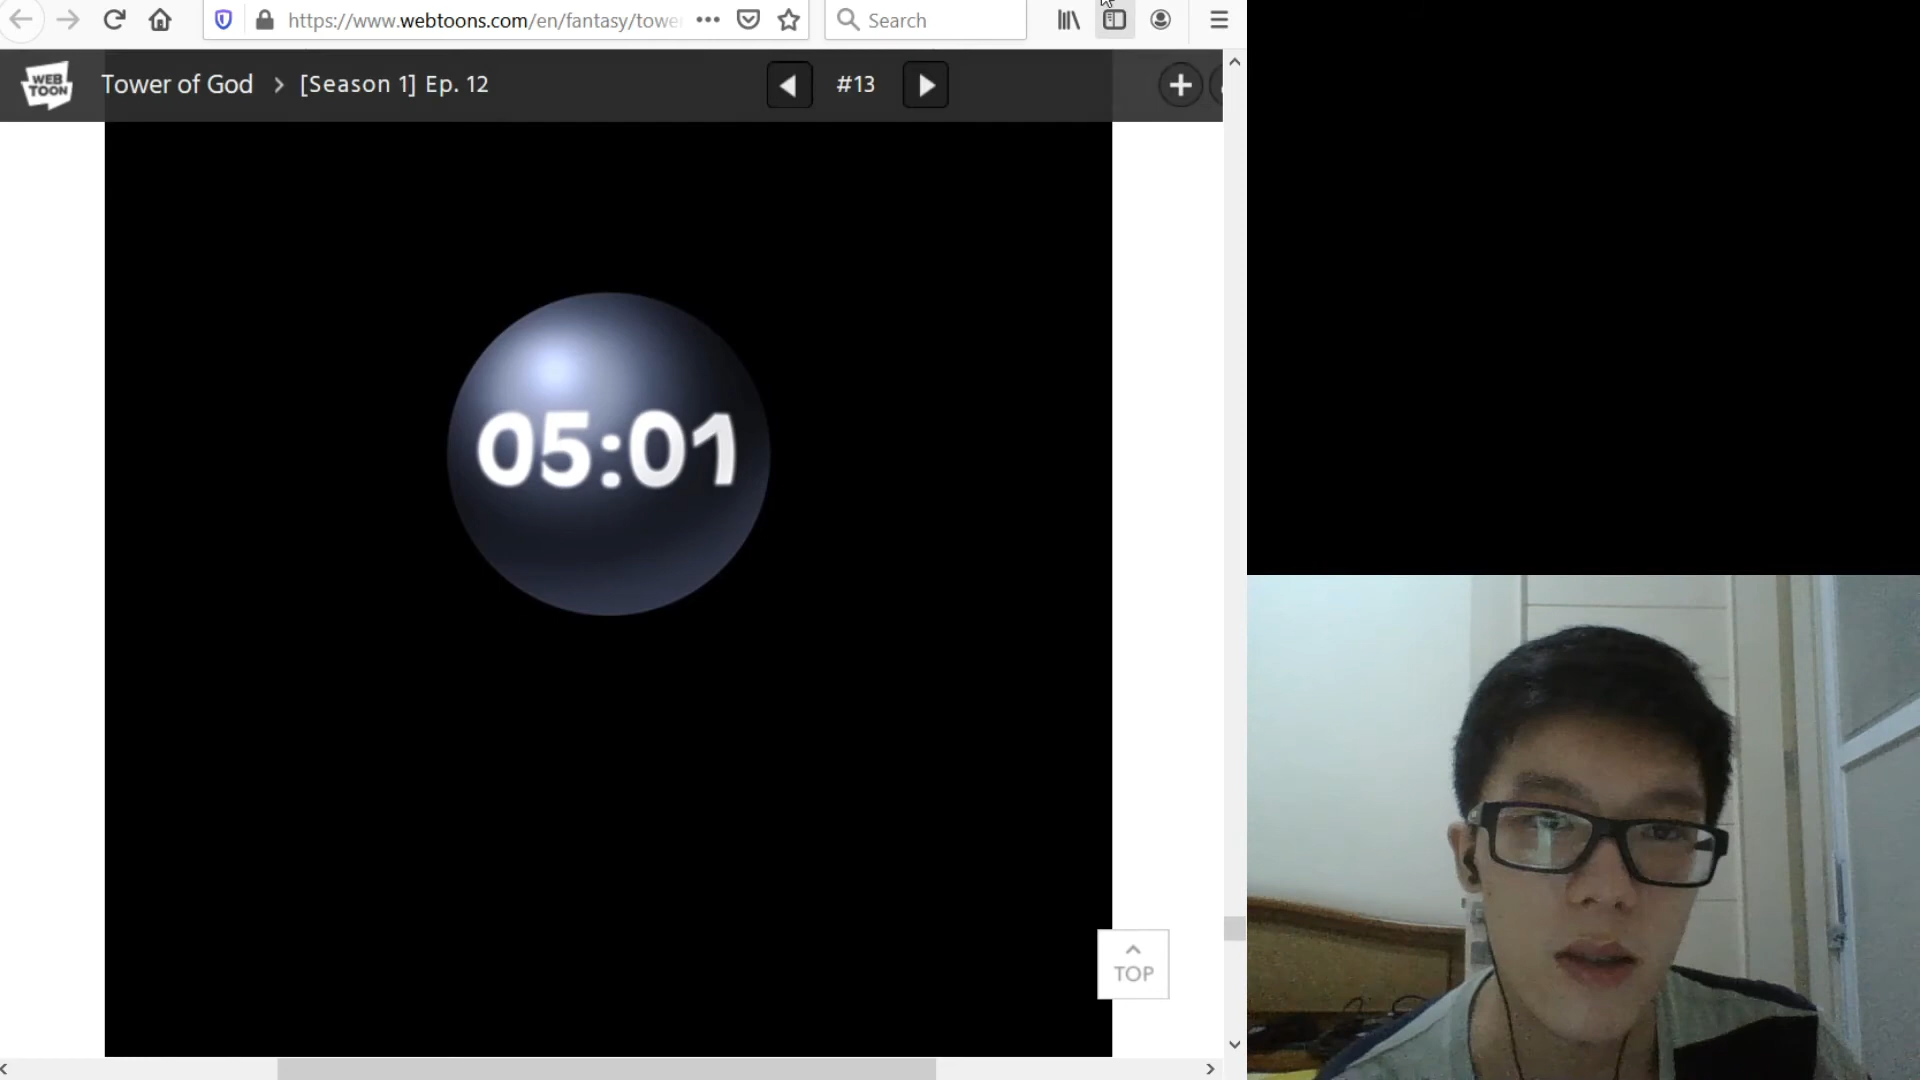 https://www.webtoons.com/en/fantasy/tower
Search
WEB
TOON
Tower of God > [Season 1] Ep. 12
#13
05:01
TOP